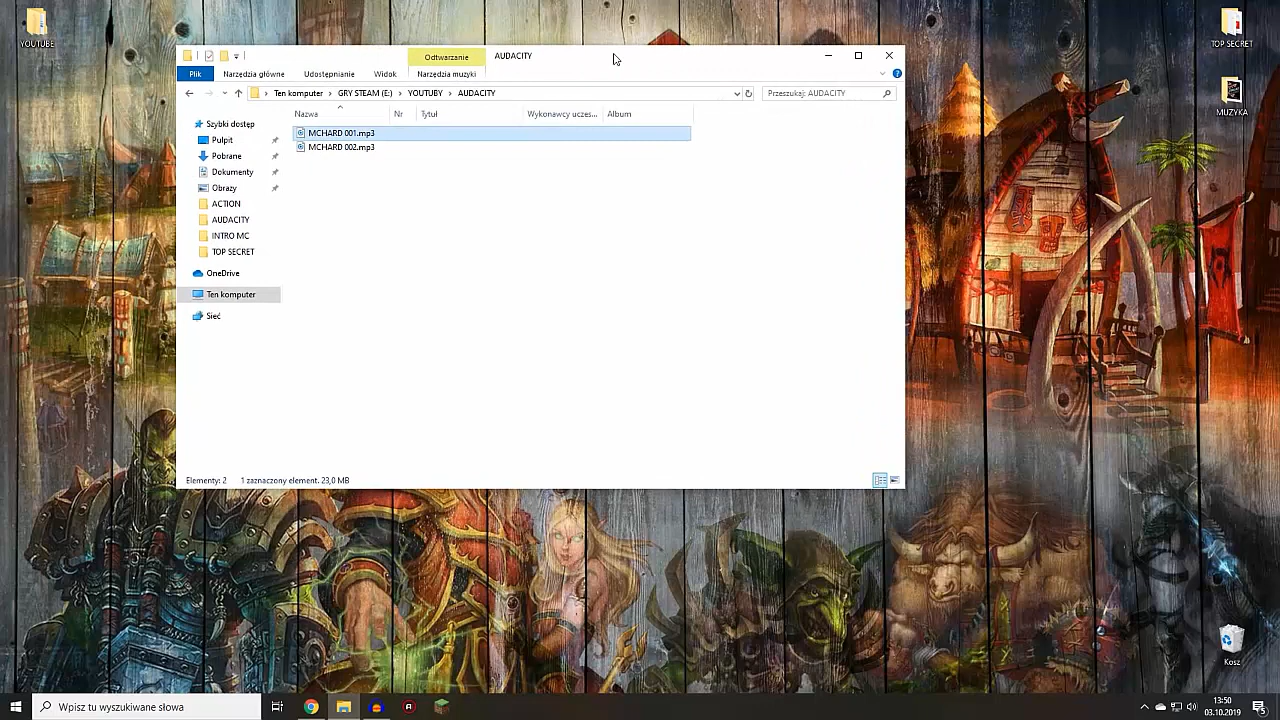 YOUTUBE
TOP SECRET
MUZYKA
Odtwarzanie
AUDACITY
Plik
Narzędzia główne
Udostępnianie
Widok
Narzędzia muzyki
Ten komputer
GRY STEAM (E:)
YOUTUBY
AUDACITY
Przeszukaj: AUDACITY
Nazwa
Nr
Tytuł
Wykonawcy uczes...
Album
MCHARD 001.mp3
MCHARD 002.mp3
Szybki dostęp
Pulpit
Pobrane
Dokumenty
Obrazy
ACTION
AUDACITY
INTRO MC
TOP SECRET
OneDrive
Ten komputer
Sieć
Elementy: 2
1 zaznaczony element. 23,0 MB
Kosz
Wpisz tu wyszukiwane słowa
13:50
03.10.2019